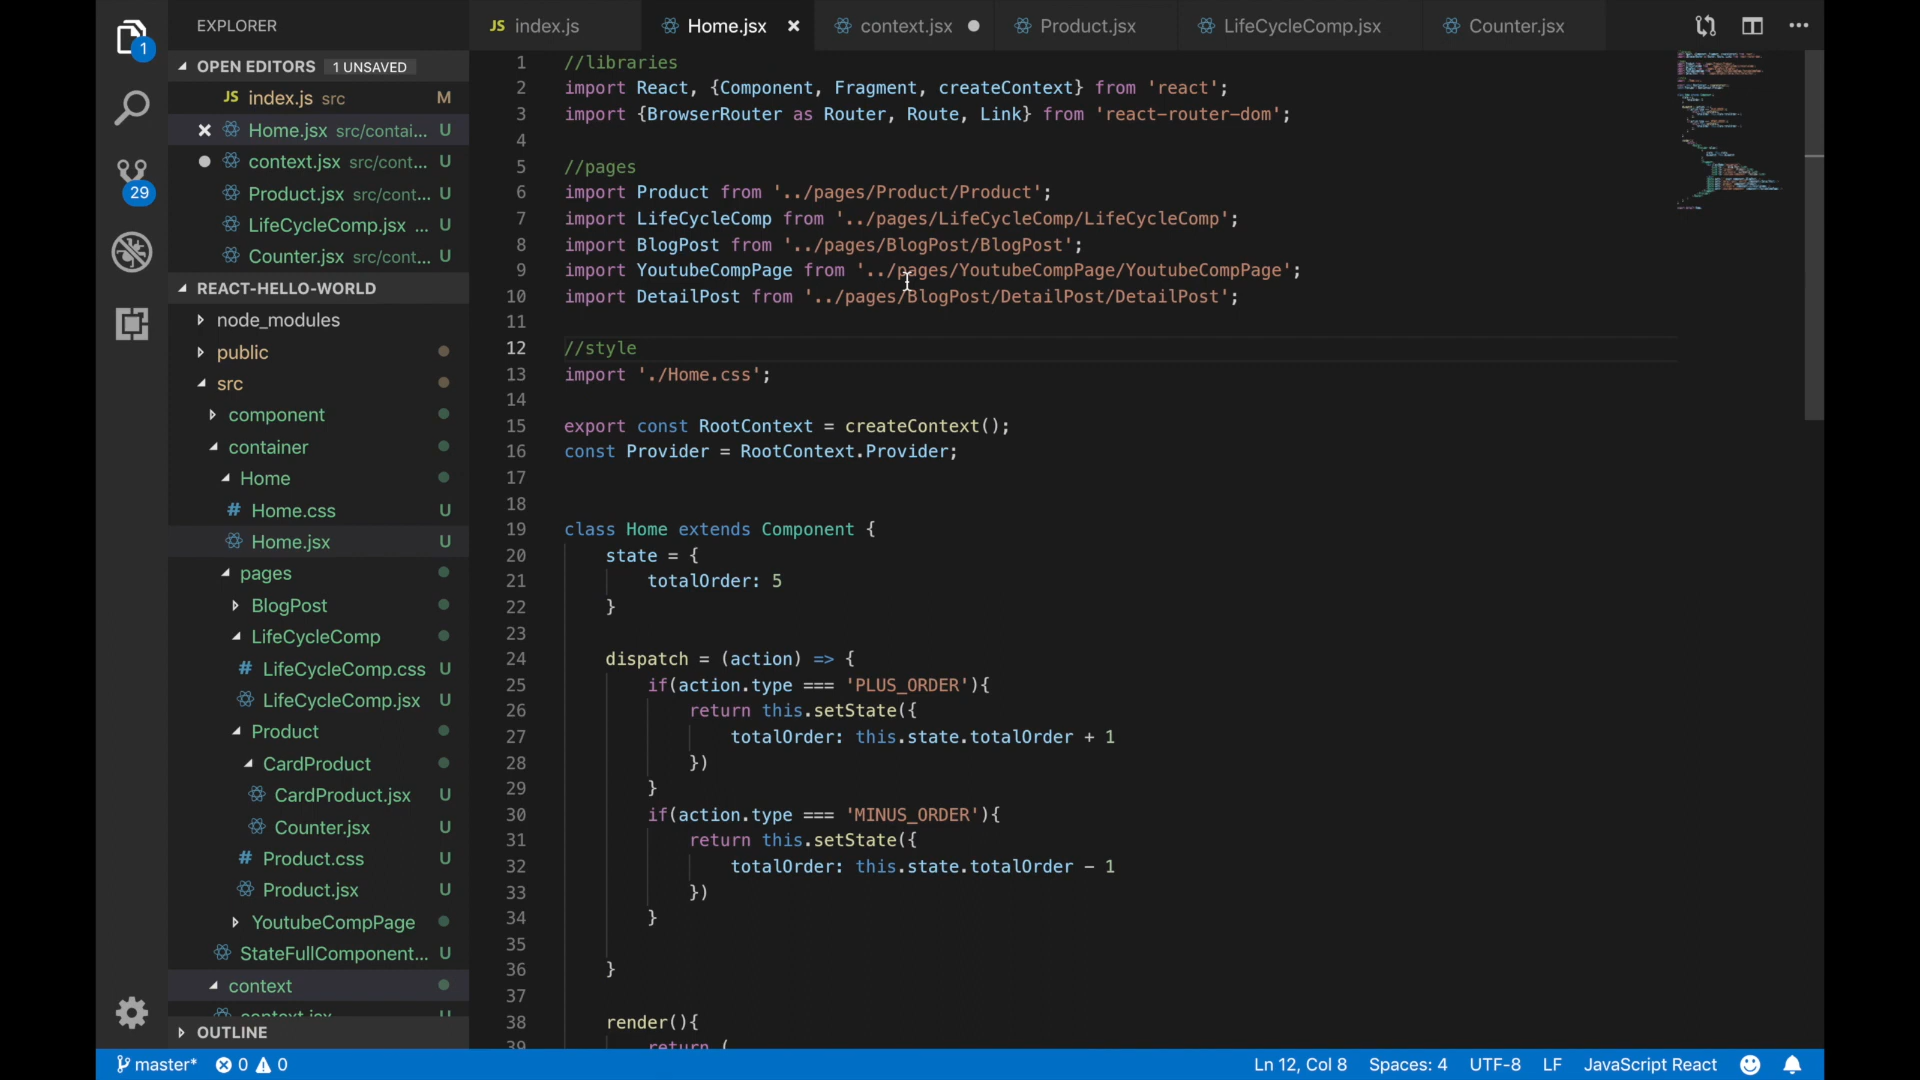 EXPLORER
OPEN EDITORS 1 UNSAVED
JS index.js src M
Home.jsx src/contai... U
context.jsx src/cont... U
Product.jsx src/cont... U
LifeCycleComp.jsx ... U
Counter.jsx src/cont... U
REACT-HELLO-WORLD
node_modules
public
src
component
container
Home
# Home.css U
Home.jsx U
pages
BlogPost
LifeCycleComp
# LifeCycleComp.css U
LifeCycleComp.jsx U
Product
CardProduct
CardProduct.jsx U
Counter.jsx U
# Product.css U
Product.jsx U
YoutubeCompPage
StateFullComponent... U
context
context.jsx U
OUTLINE
1
29
JS index.js Home.jsx context.jsx Product.jsx LifeCycleComp.jsx Counter.jsx
1 //libraries
2 import React, {Component, Fragment, createContext} from 'react';
3 import {BrowserRouter as Router, Route, Link} from 'react-router-dom';
4
5 //pages
6 import Product from '../pages/Product/Product';
7 import LifeCycleComp from '../pages/LifeCycleComp/LifeCycleComp';
8 import BlogPost from '../pages/BlogPost/BlogPost';
9 import YoutubeCompPage from '../pages/YoutubeCompPage/YoutubeCompPage';
10 import DetailPost from '../pages/BlogPost/DetailPost/DetailPost';
11
12 //style
13 import './Home.css';
14
15 export const RootContext = createContext();
16 const Provider = RootContext.Provider;
17
18
19 class Home extends Component {
20 state = {
21 totalOrder: 5
22 }
23
24 dispatch = (action) => {
25 if(action.type === 'PLUS_ORDER'){
26 return this.setState({
27 totalOrder: this.state.totalOrder + 1
28 })
29 }
30 if(action.type === 'MINUS_ORDER'){
31 return this.setState({
32 totalOrder: this.state.totalOrder - 1
33 })
34 }
35
36 }
37
38 render(){
39 return (
master* 0 0 Ln 12, Col 8 Spaces: 4 UTF-8 LF JavaScript React